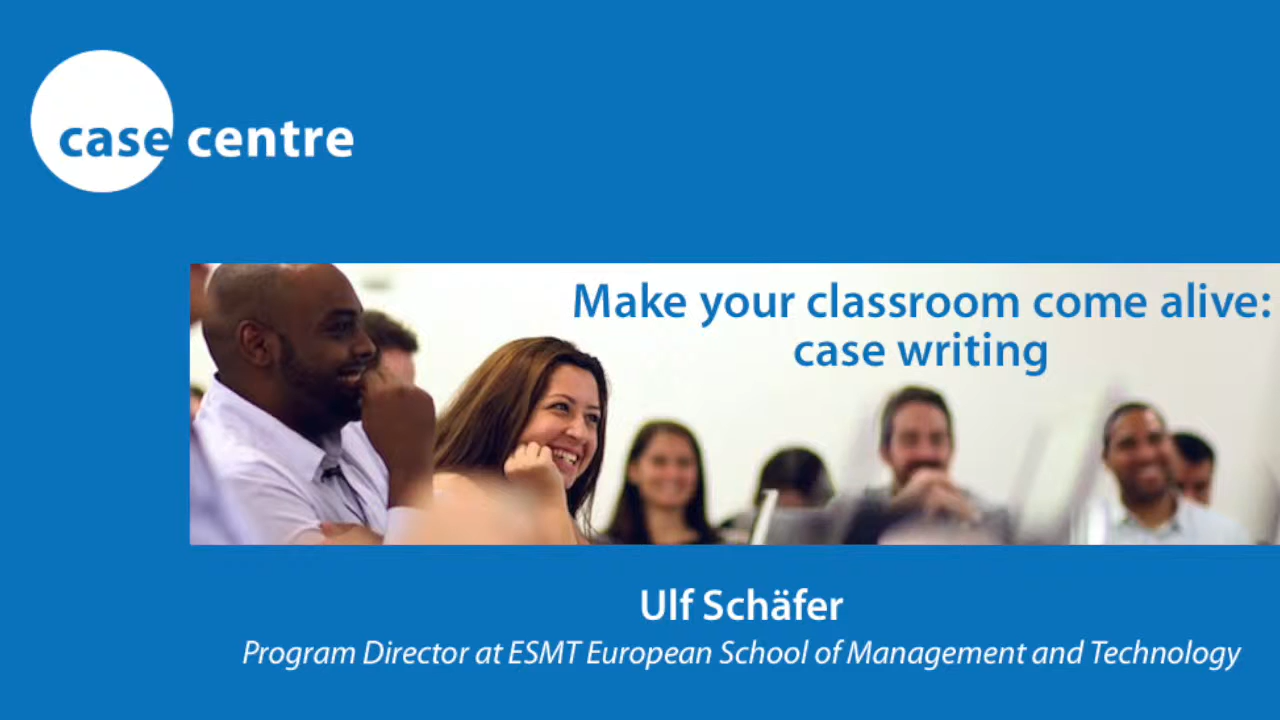 case centre
Make your classroom come alive:
case writing
Ulf Schäfer
Program Director at ESMT European School of Management and Technology